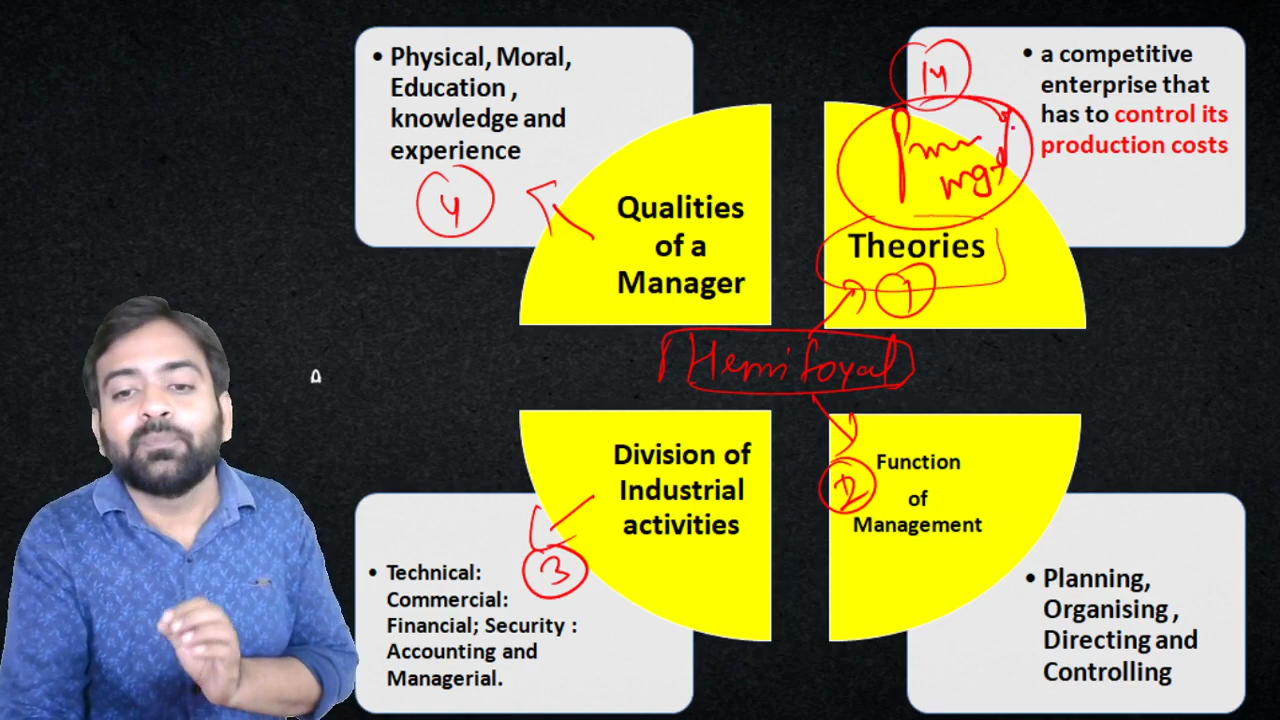 • Physical, Moral,
Education ,
knowledge and
experience
4
Qualities
of a
Manager
14
• a competitive
enterprise that
has to control its
production costs
mgt
Theories
1
Henri foyal
Division of
Industrial
activities
3
• Technical:
Commercial:
Financial; Security :
Accounting and
Managerial.
2
Function
of
Management
• Planning,
Organising ,
Directing and
Controlling